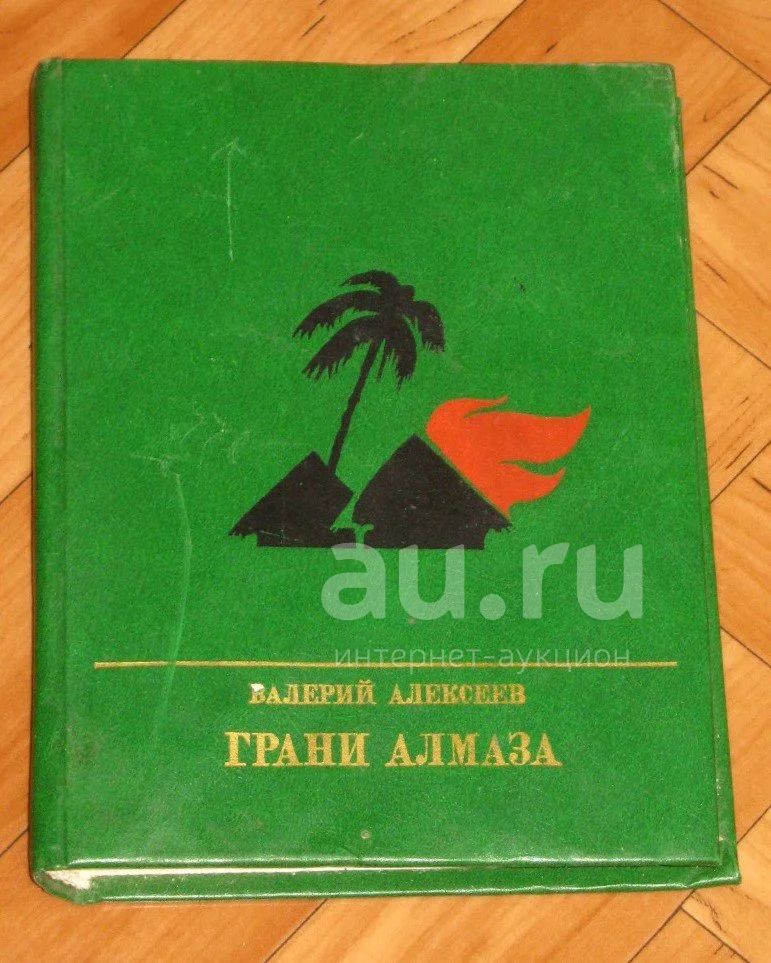 au.ru
интернет-аукцион
ВАЛЕРИЙ АЛЕКСЕЕВ
ГРАНИ АЛМАЗА